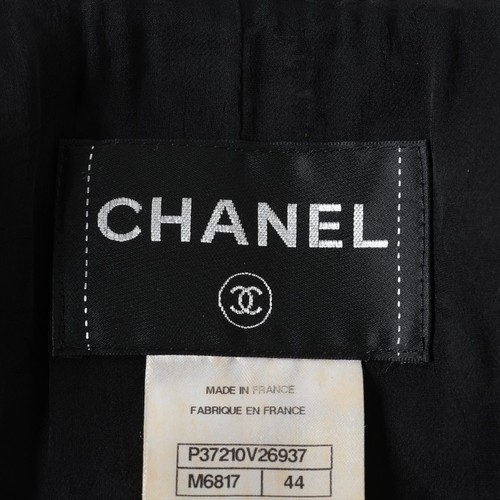 CHANEL
MADE IN FRANCE
FABRIQUE EN FRANCE
P37210V26937
M6817 44